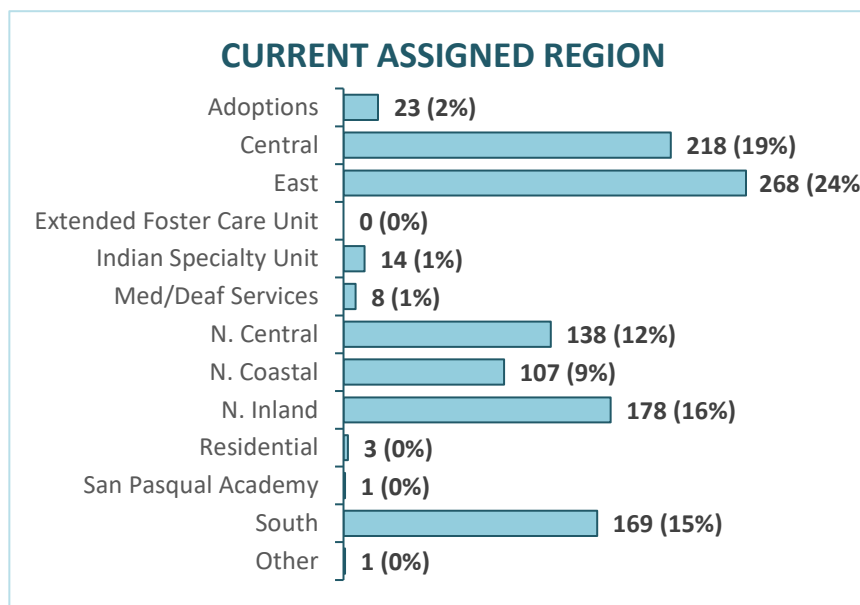 CURRENT ASSIGNED REGION
Adoptions 23 (2%)
Central 218 (19%)
East 268 (24%
Extended Foster Care Unit 0 (0%)
Indian Specialty Unit 14 (1%)
Med/Deaf Services 8 (1%)
N. Central 138 (12%)
N. Coastal 107 (9%)
N. Inland 178 (16%)
Residential 3 (0%)
San Pasqual Academy 1 (0%)
South 169 (15%)
Other 1 (0%)